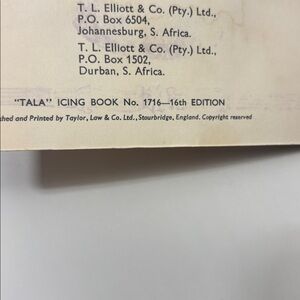 T. L. Elliott & Co. (Pty.) Ltd.,
P.O. Box 6504,
Johannesburg, S. Africa.
T. L. Elliott & Co. (Pty.) Ltd.,
P.O. Box 1502,
Durban, S. Africa.
"TALA" ICING BOOK No. 1716—16th EDITION
and Printed by Taylor, Law & Co. Ltd., Stourbridge, England. Copyright reserved